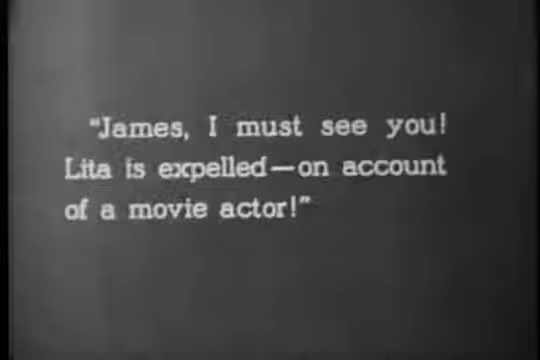 "James, I must see you!
Lita is expelled—on account
of a movie actor!"